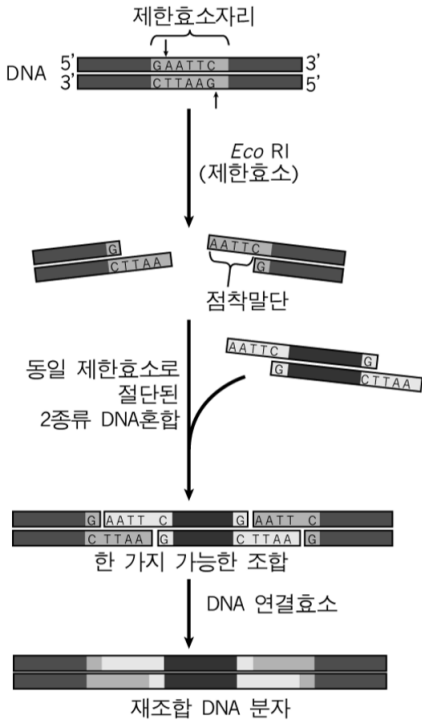 제한효소자리
5' GAATTC 3'
DNA
3' CTTAAG 5'
Eco RI
(제한효소)
G AATTC
CTTAA G
점착말단
AATTC G
G CTTAA
동일 제한효소로
절단된
2종류 DNA혼합
G AATT C G AATT C
C TTAA G C TTAA G
한 가지 가능한 조합
DNA 연결효소
재조합 DNA 분자